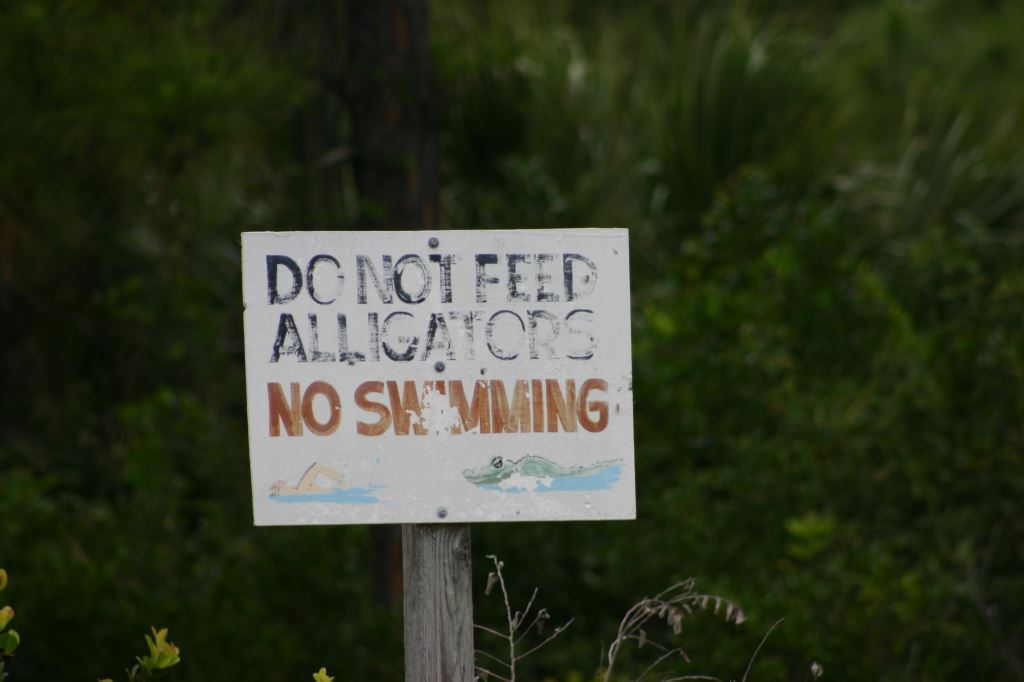 DO NOT FEED
ALLIGATORS
NO SWIMMING